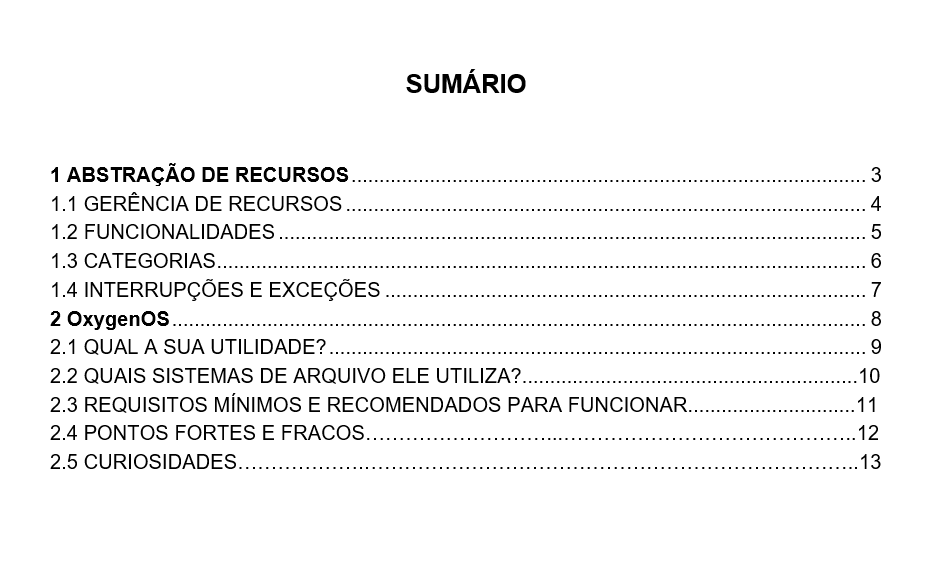 SUMÁRIO
1 ABSTRAÇÃO DE RECURSOS............................................................................................. 3
1.1 GERÊNCIA DE RECURSOS.............................................................................................. 4
1.2 FUNCIONALIDADES.......................................................................................................... 5
1.3 CATEGORIAS..................................................................................................................... 6
1.4 INTERRUPÇÕES E EXCEÇÕES....................................................................................... 7
2 OxygenOS............................................................................................................................. 8
2.1 QUAL A SUA UTILIDADE?................................................................................................. 9
2.2 QUAIS SISTEMAS DE ARQUIVO ELE UTILIZA?............................................................10
2.3 REQUISITOS MÍNIMOS E RECOMENDADOS PARA FUNCIONAR..............................11
2.4 PONTOS FORTES E FRACOS…………………………...……………………………………………..12
2.5 CURIOSIDADES………………………………………………………………………………………..13